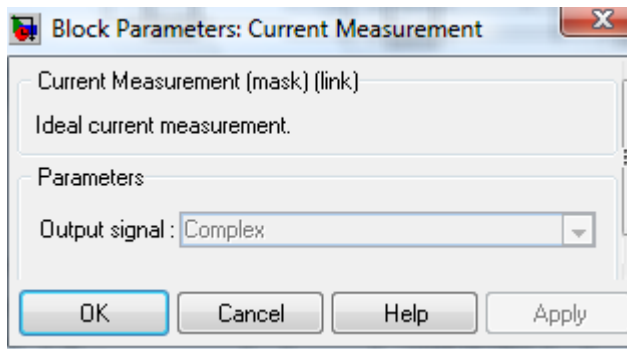 Block Parameters: Current Measurement
Current Measurement (mask) (link)
Ideal current measurement.
Parameters
Output signal : Complex
OK Cancel Help Apply